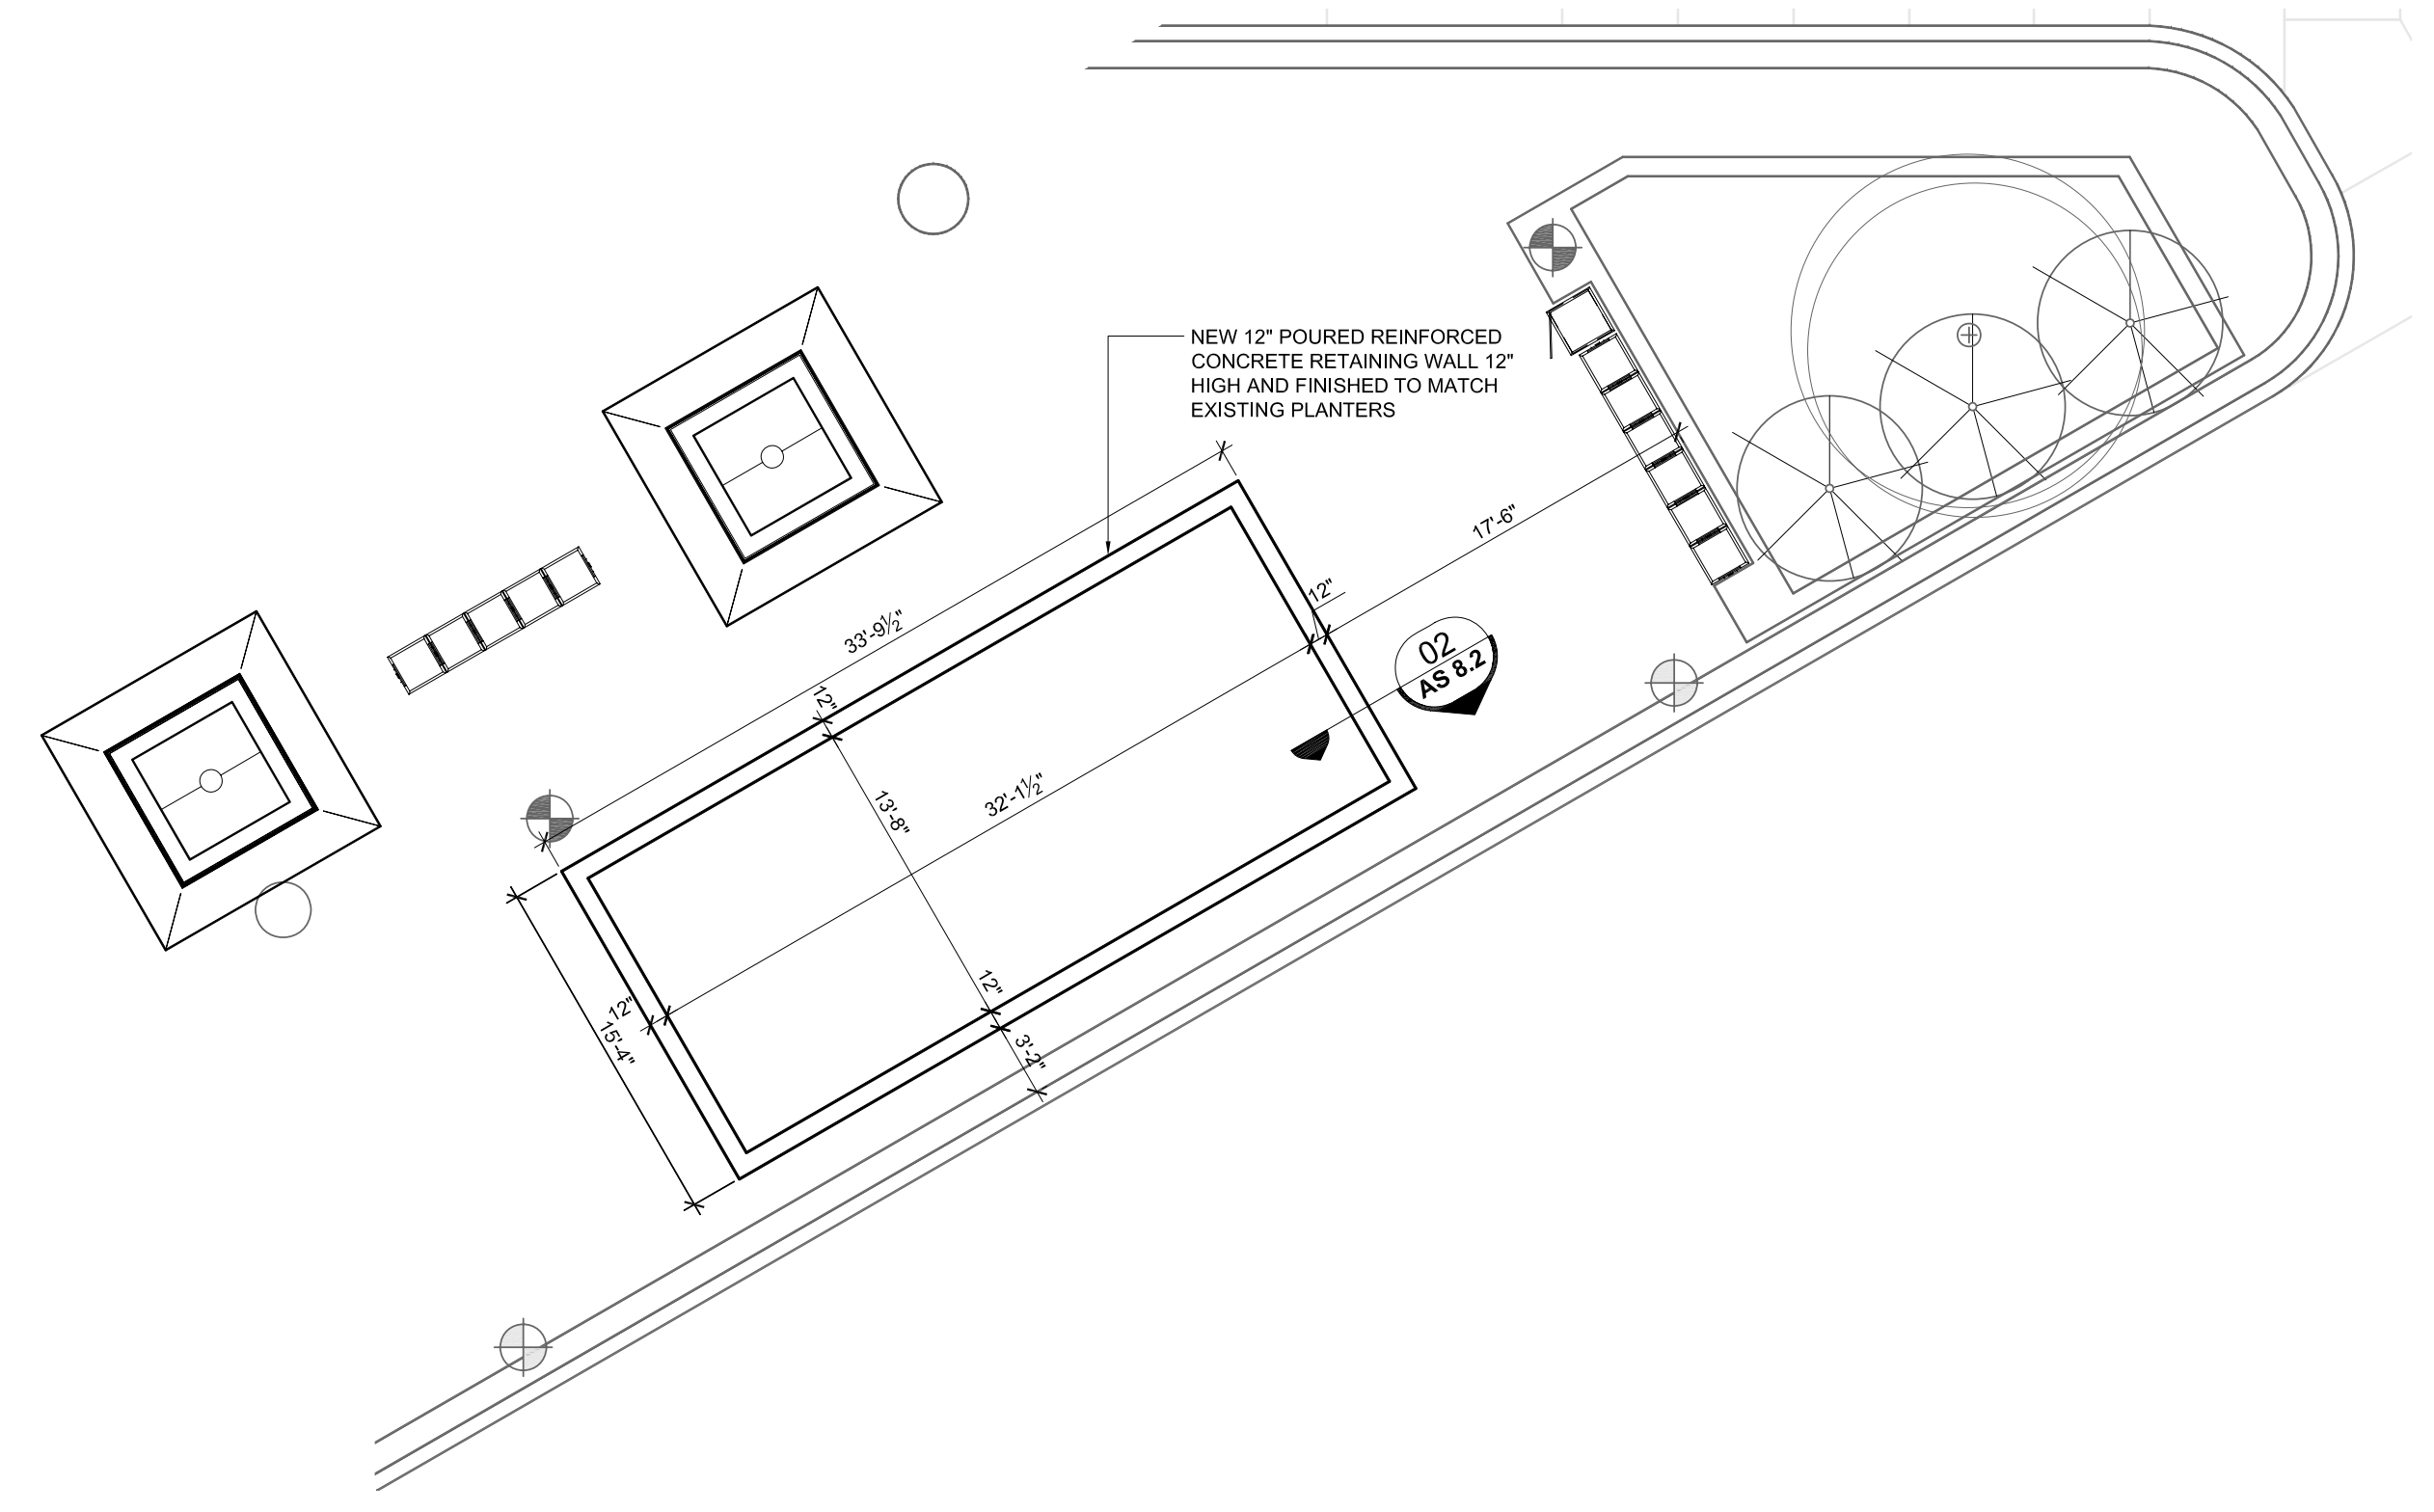 NEW 12" POURED REINFORCED
CONCRETE RETAINING WALL 12"
HIGH AND FINISHED TO MATCH
EXISTING PLANTERS
17'-6"
12"
33'-9½"
02
AS 8.2
12"
32'-1½"
13'-8"
12"
12"
15'-4"
3'-2"